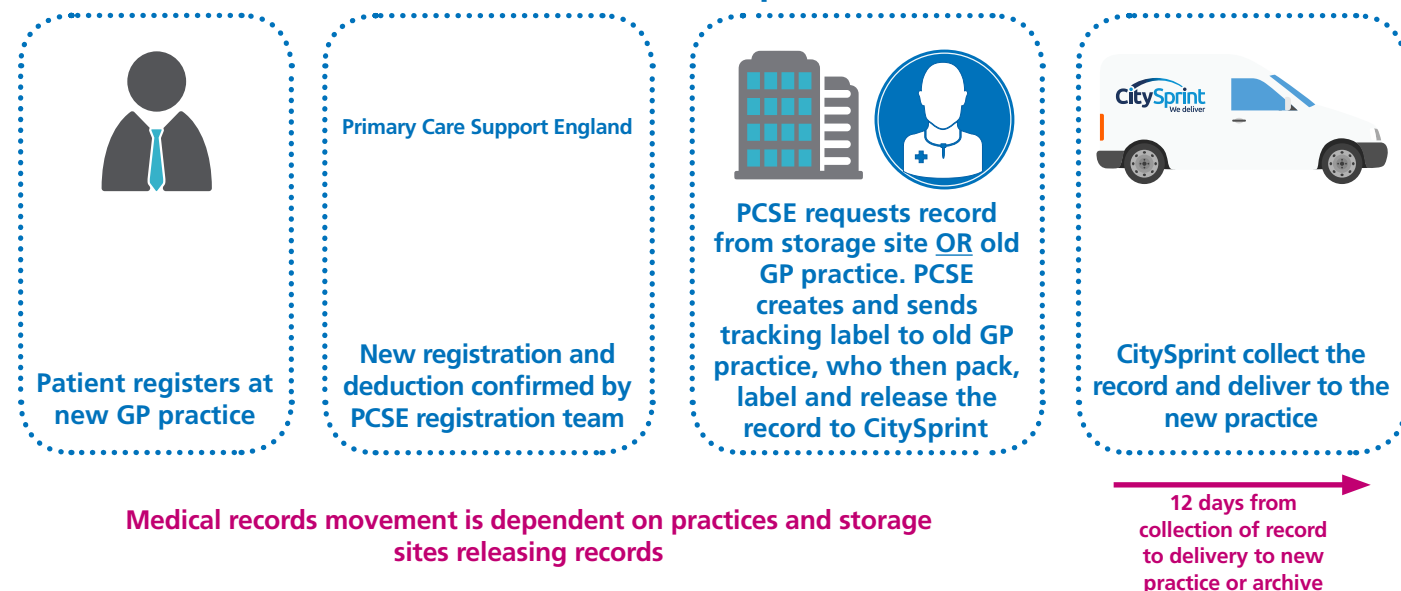 Patient registers at
new GP practice
Primary Care Support England
New registration and
deduction confirmed by
PCSE registration team
PCSE requests record
from storage site OR old
GP practice. PCSE
creates and sends
tracking label to old GP
practice, who then pack,
label and release the
record to CitySprint
CitySprint
We deliver
CitySprint collect the
record and deliver to the
new practice
Medical records movement is dependent on practices and storage
sites releasing records
12 days from
collection of record
to delivery to new
practice or archive